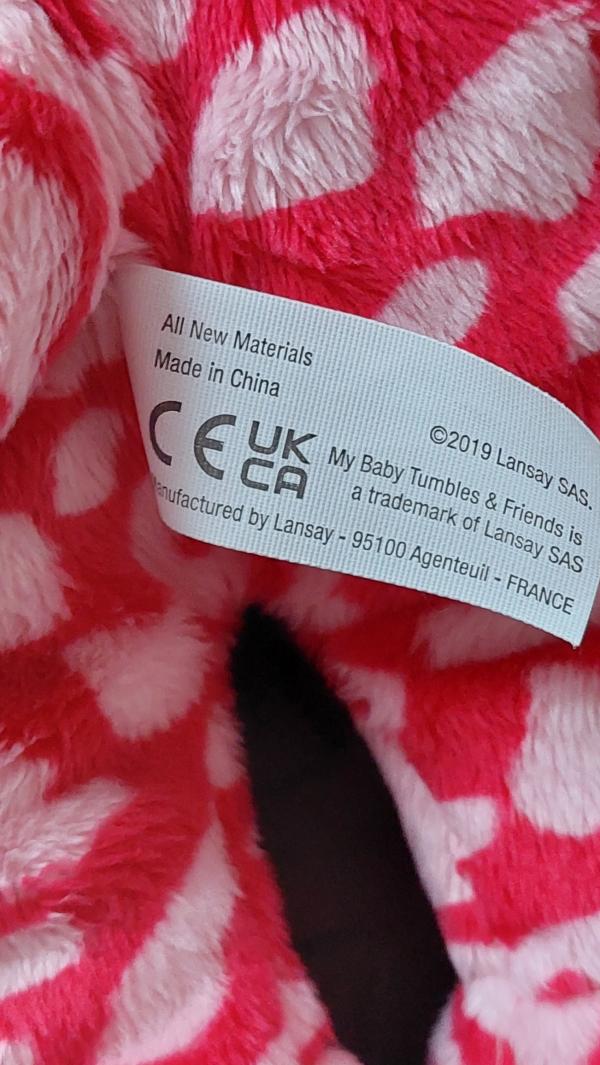 All New Materials
Made in China
CE UK
CA
©2019 Lansay SAS.
My Baby Tumbles & Friends is
a trademark of Lansay SAS
anufactured by Lansay - 95100 Agenteuil - FRANCE